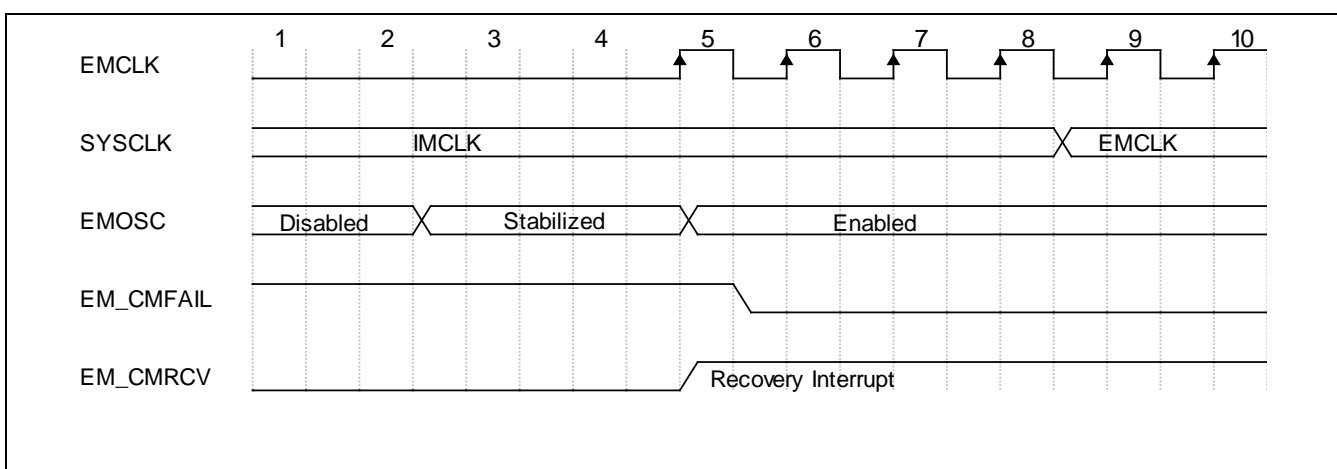 1 2 3 4 5 6 7 8 9 10
EMCLK
SYSCLK IMCLK EMCLK
EMOSC Disabled Stabilized Enabled
EM_CMFAIL
EM_CMRCV Recovery Interrupt